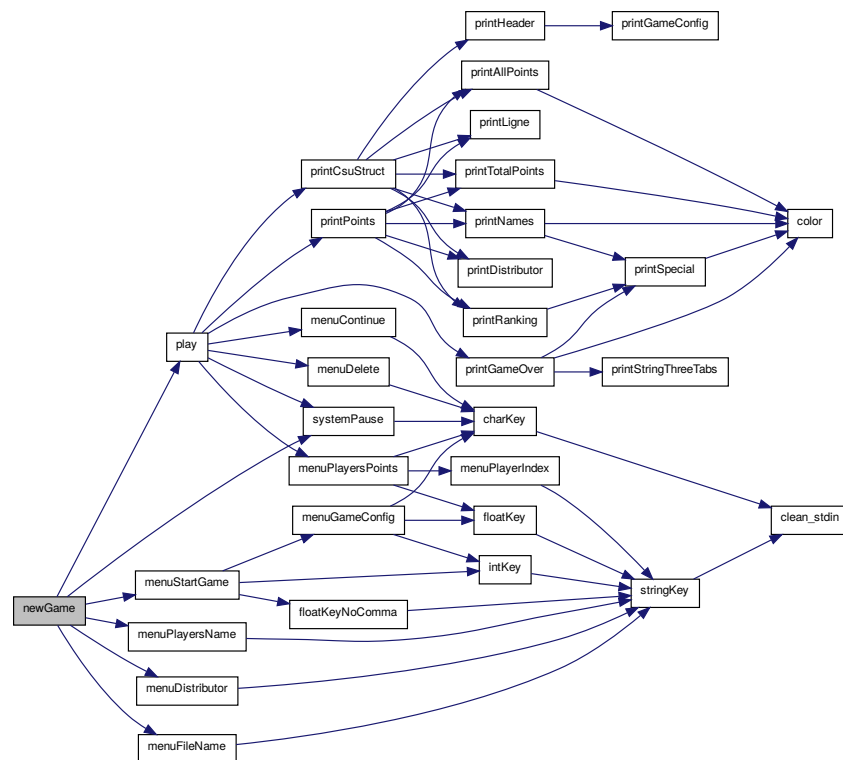 printHeader
printGameConfig
printAllPoints
printLigne
printCsuStruct
printTotalPoints
printPoints
printNames
color
printDistributor
printSpecial
menuContinue
printRanking
play
menuDelete
printGameOver
printStringThreeTabs
systemPause
charKey
menuPlayersPoints
menuPlayerIndex
menuGameConfig
floatKey
clean_stdin
intKey
menuStartGame
stringKey
newGame
floatKeyNoComma
menuPlayersName
menuDistributor
menuFileName